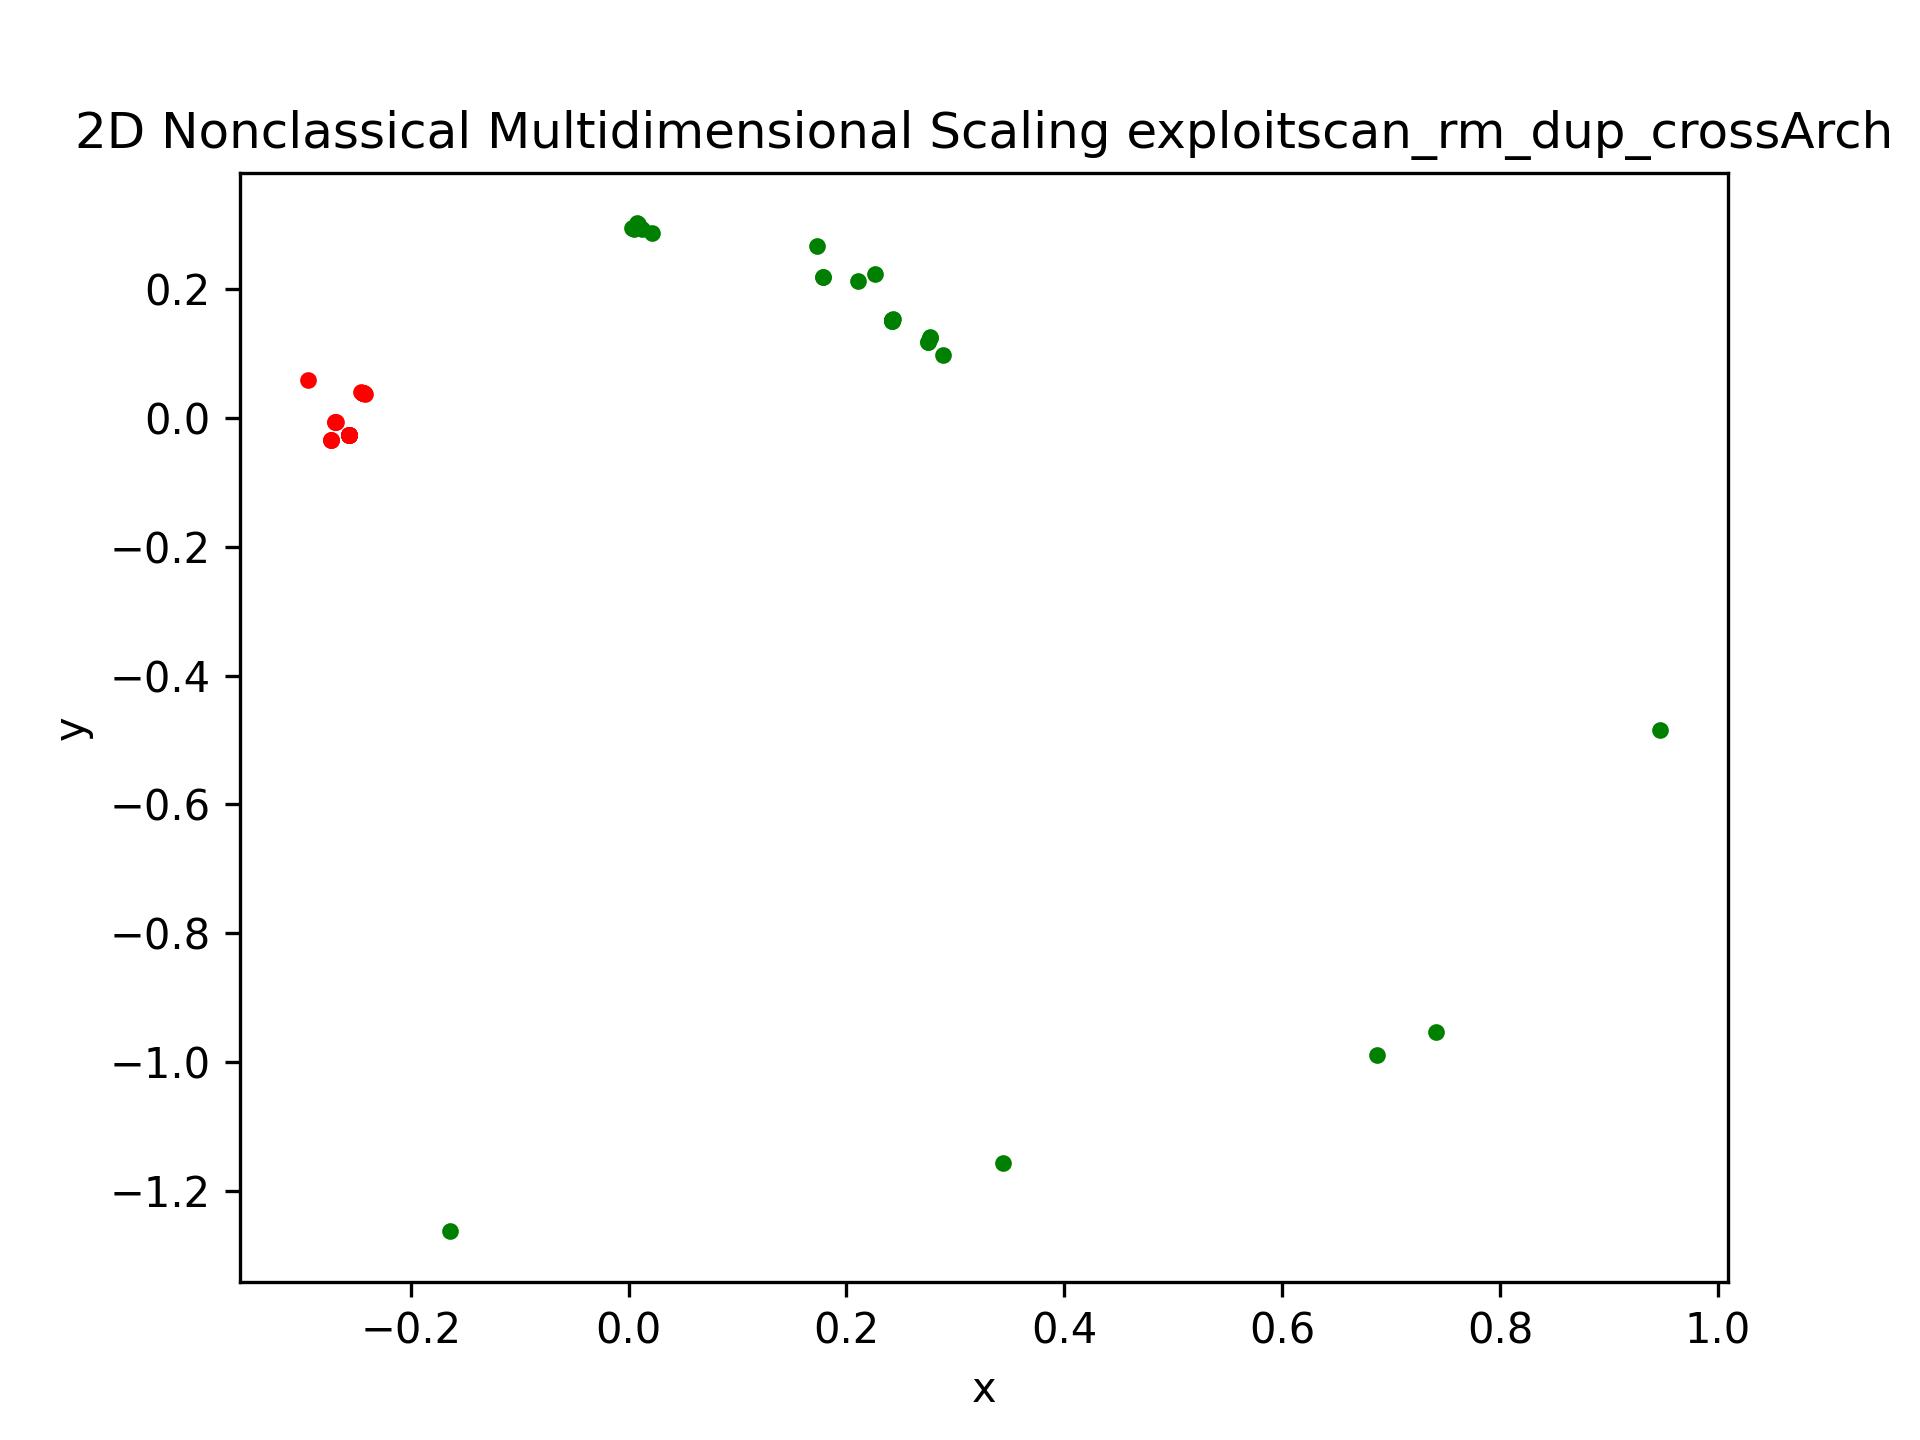 2D Nonclassical Multidimensional Scaling exploitscan_rm_dup_crossArch
0.2
0.0
−0.2
−0.4
−0.6
−0.8
−1.0
−1.2
y
−0.2 0.0 0.2 0.4 0.6 0.8 1.0
x